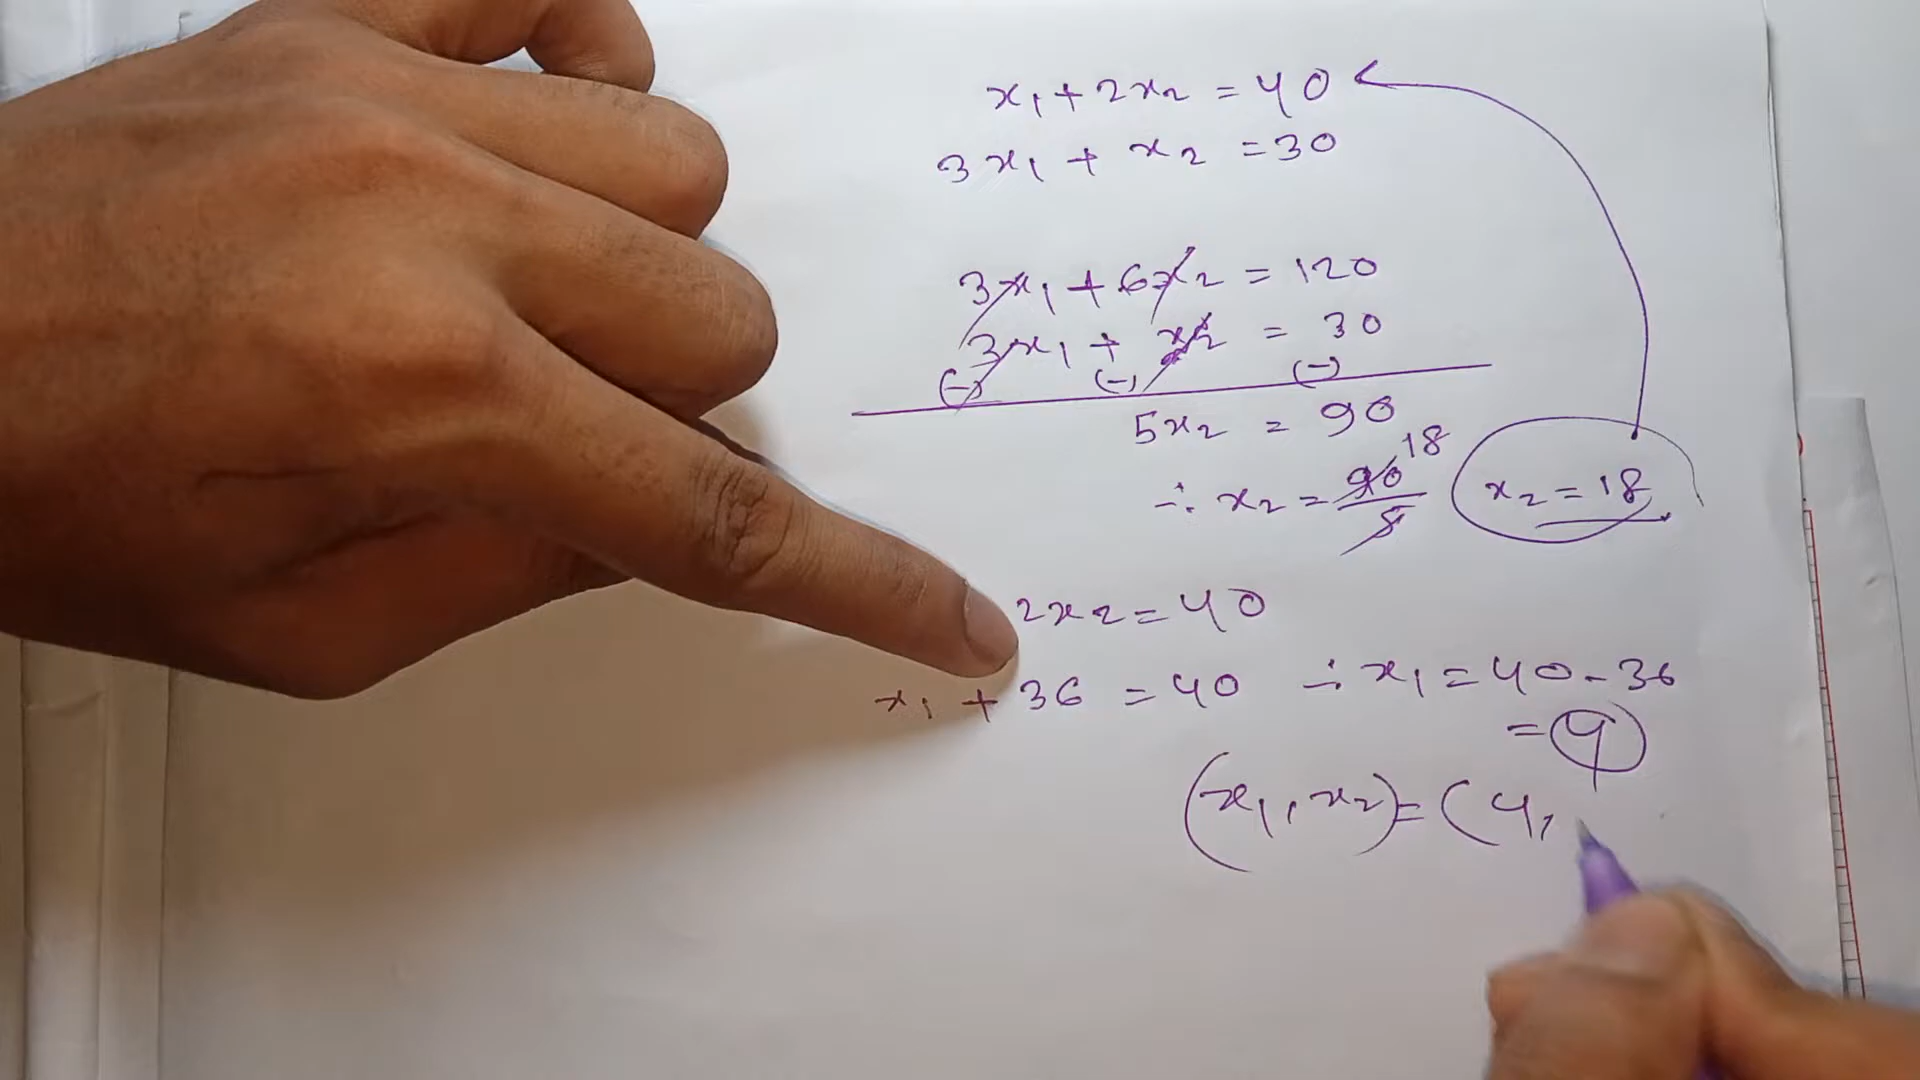 x₁ + 2x₂ = 40
3x₁ + x₂ = 30
3x₁ + 6x₂ = 120
3x₁ + x₂ = 30
(-) (-) (-)
5x₂ = 90
∴ x₂ = 90/5 18
x₂ = 18
2x₂ = 40
x₁ + 36 = 40 ∴ x₁ = 40 - 36
= 4
(x₁, x₂) = (4,